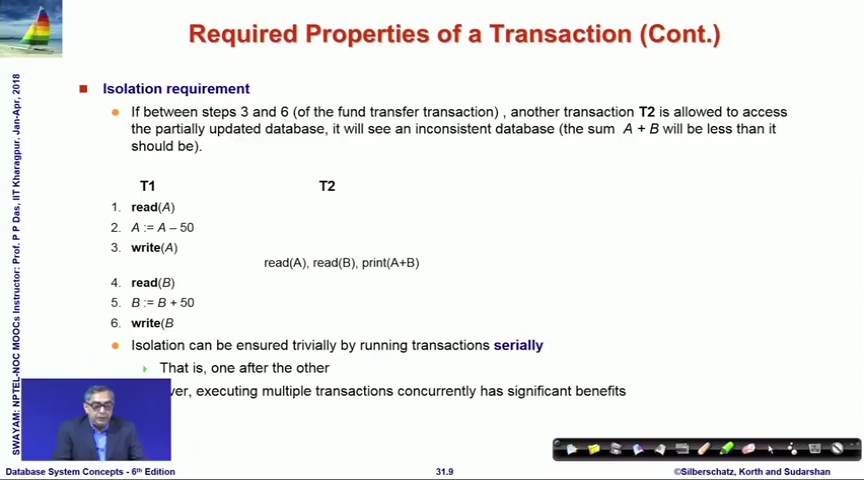 Required Properties of a Transaction (Cont.)
SWAYAM: NPTEL-NOC MOOCs Instructor: Prof. P P Das, IIT Kharagpur, Jan-Apr, 2018
Isolation requirement
If between steps 3 and 6 (of the fund transfer transaction) , another transaction T2 is allowed to access
the partially updated database, it will see an inconsistent database (the sum A + B will be less than it
should be).
T1 T2
1. read(A)
2. A := A – 50
3. write(A)
read(A), read(B), print(A+B)
4. read(B)
5. B := B + 50
6. write(B
Isolation can be ensured trivially by running transactions serially
That is, one after the other
ver, executing multiple transactions concurrently has significant benefits
Database System Concepts - 6th Edition 31.9 ©Silberschatz, Korth and Sudarshan